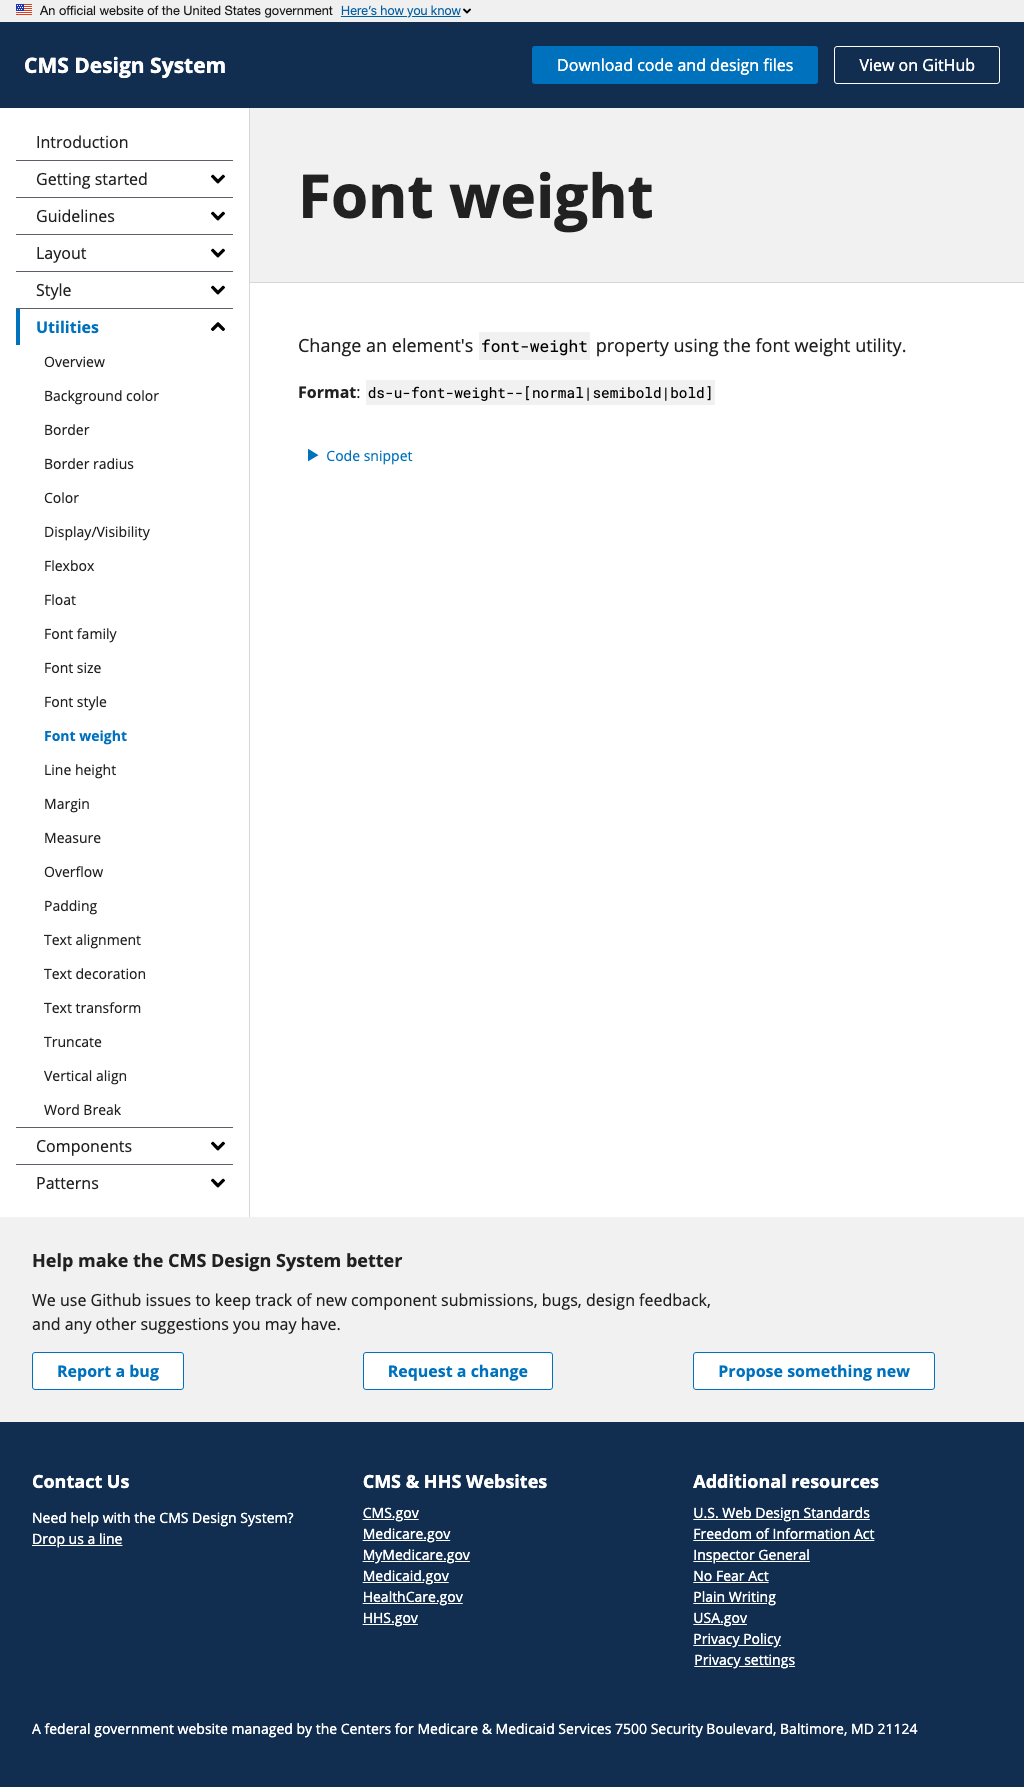 An official website of the United States government Here's how you know
CMS Design System
Download code and design files
View on GitHub
Introduction
Getting started
Guidelines
Layout
Style
Utilities
Overview
Background color
Border
Border radius
Color
Display/Visibility
Flexbox
Float
Font family
Font size
Font style
Font weight
Line height
Margin
Measure
Overflow
Padding
Text alignment
Text decoration
Text transform
Truncate
Vertical align
Word Break
Components
Patterns
Font weight
Change an element's font-weight property using the font weight utility.
Format: ds-u-font-weight--[normal|semibold|bold]
Code snippet
Help make the CMS Design System better
We use Github issues to keep track of new component submissions, bugs, design feedback,
and any other suggestions you may have.
Report a bug
Request a change
Propose something new
Contact Us
Need help with the CMS Design System?
Drop us a line
CMS & HHS Websites
CMS.gov
Medicare.gov
MyMedicare.gov
Medicaid.gov
HealthCare.gov
HHS.gov
Additional resources
U.S. Web Design Standards
Freedom of Information Act
Inspector General
No Fear Act
Plain Writing
USA.gov
Privacy Policy
Privacy settings
A federal government website managed by the Centers for Medicare & Medicaid Services 7500 Security Boulevard, Baltimore, MD 21124